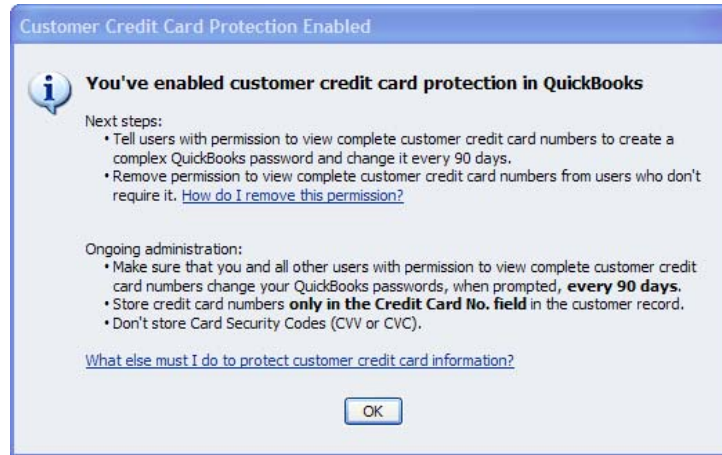 Customer Credit Card Protection Enabled
You've enabled customer credit card protection in QuickBooks
Next steps:
• Tell users with permission to view complete customer credit card numbers to create a
complex QuickBooks password and change it every 90 days.
• Remove permission to view complete customer credit card numbers from users who don't
require it. How do I remove this permission?
Ongoing administration:
• Make sure that you and all other users with permission to view complete customer credit
card numbers change your QuickBooks passwords, when prompted, every 90 days.
• Store credit card numbers only in the Credit Card No. field in the customer record.
• Don't store Card Security Codes (CVV or CVC).
What else must I do to protect customer credit card information?
OK